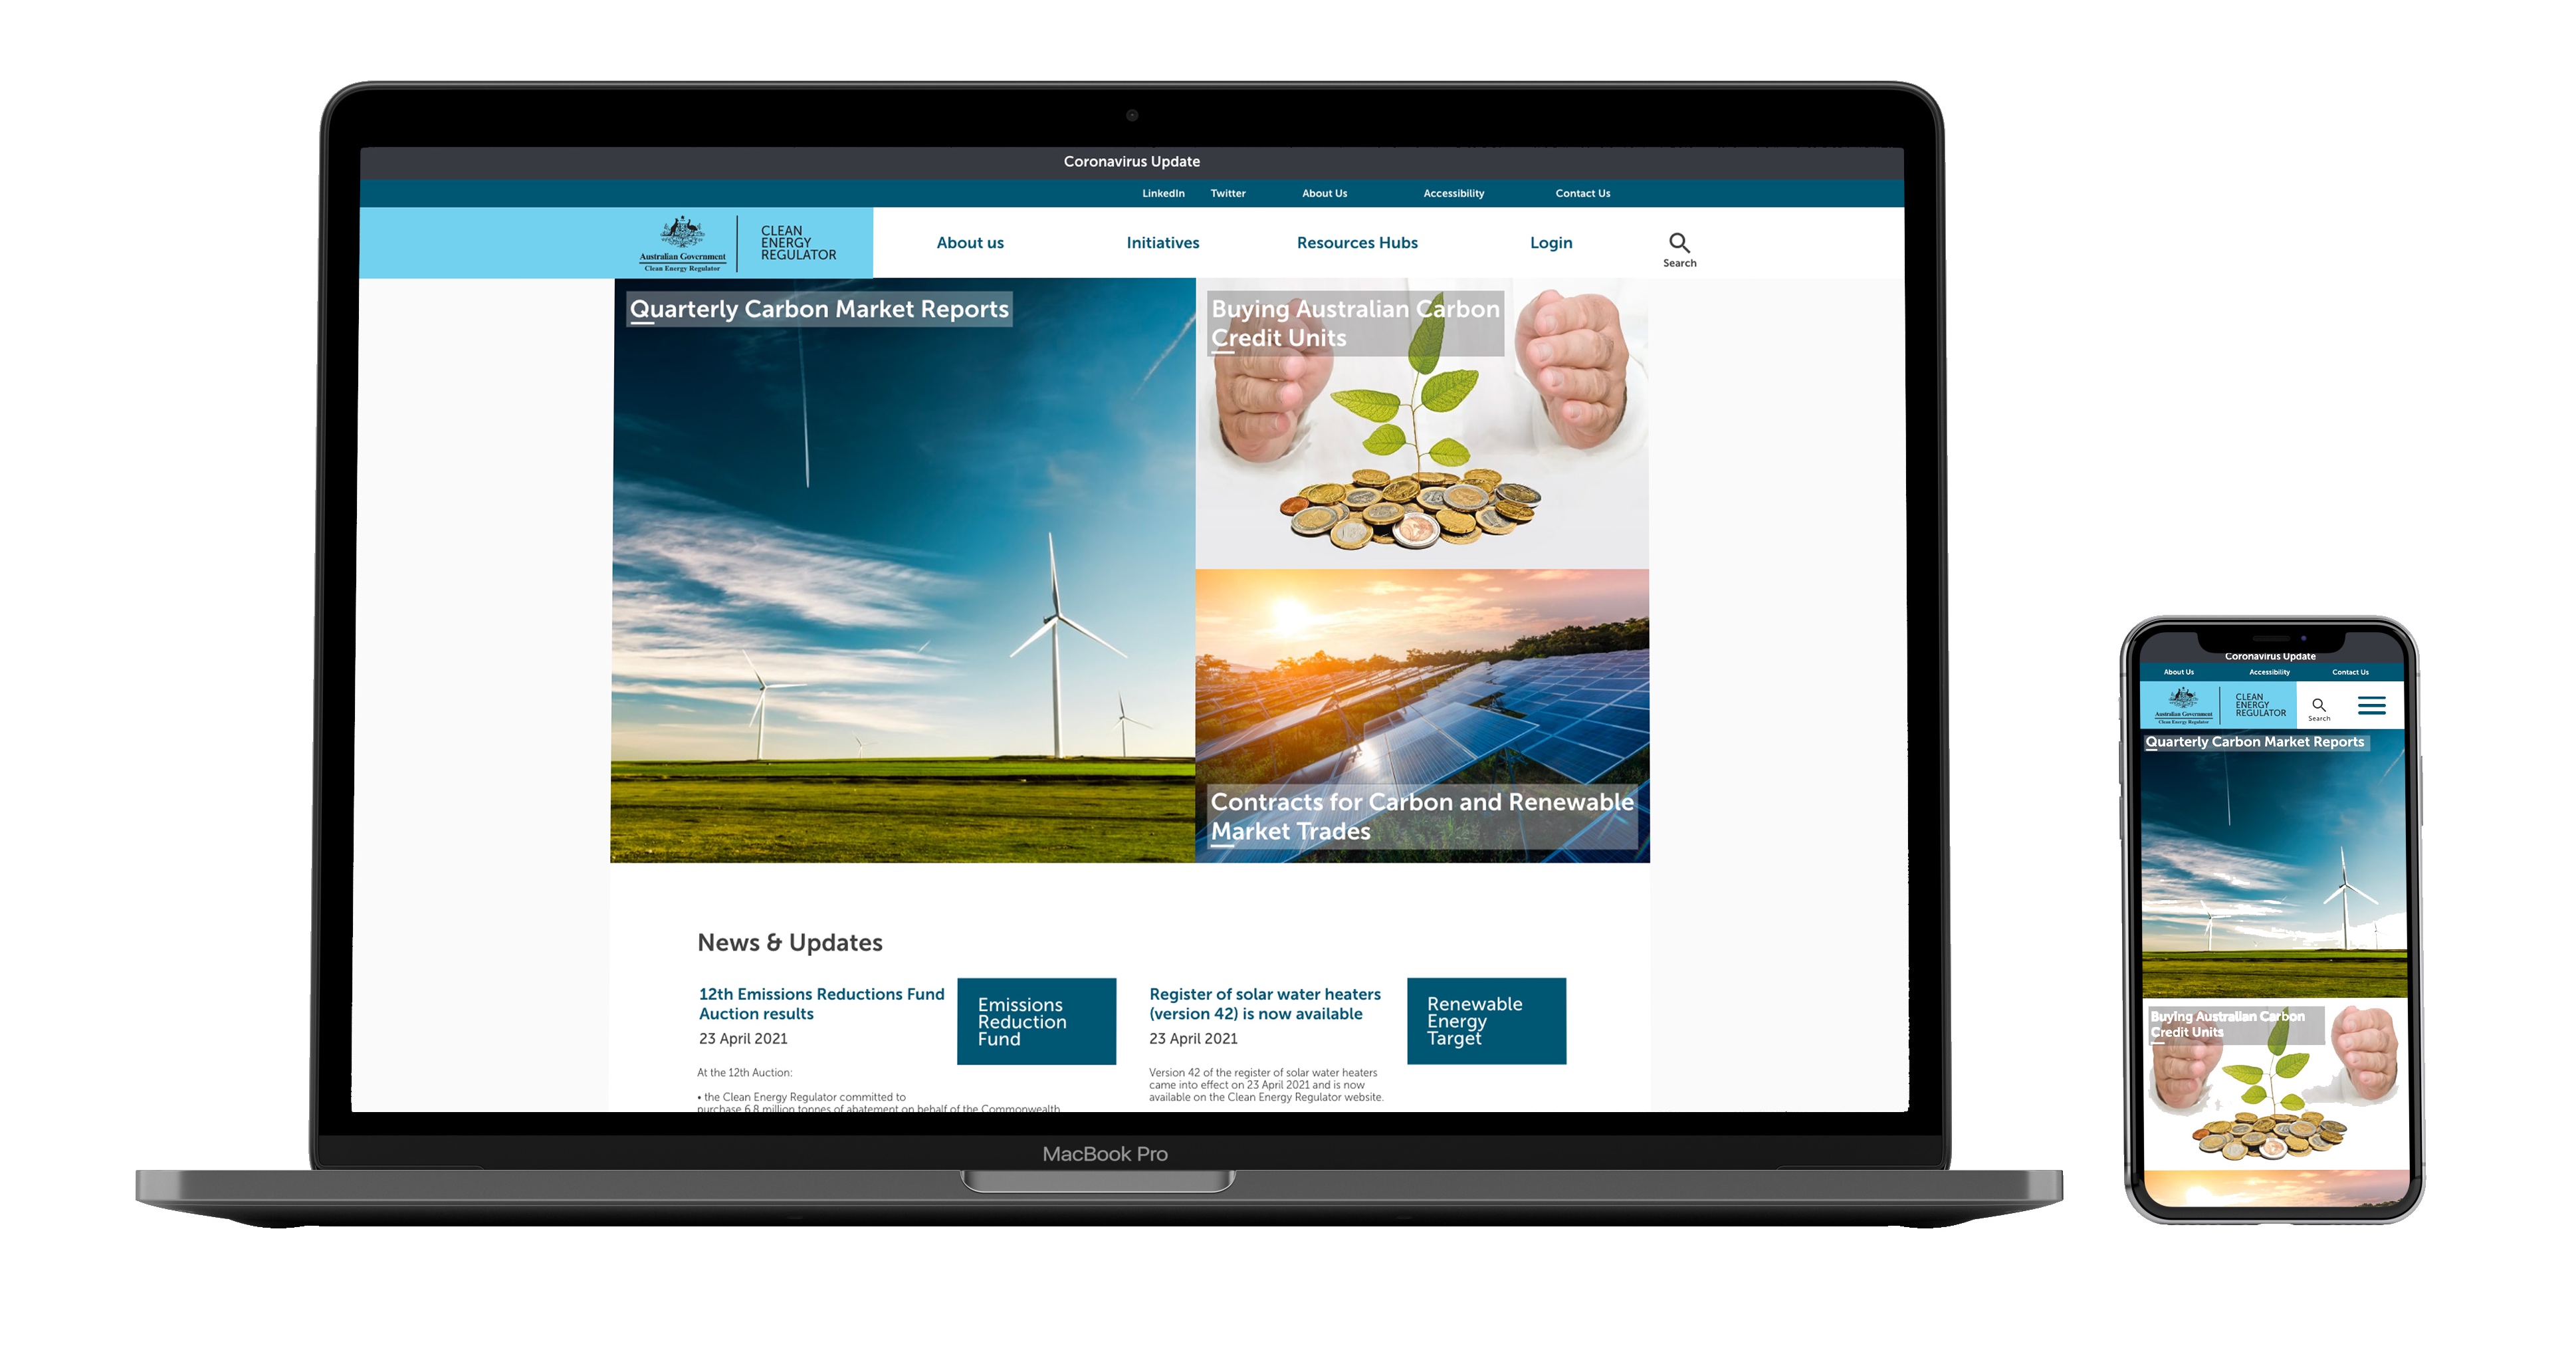 Coronavirus Update
LinkedIn Twitter About Us Accessibility Contact Us
Australian Government
Clean Energy Regulator
CLEAN
ENERGY
REGULATOR
About us Initiatives Resources Hubs Login
Search
Quarterly Carbon Market Reports
Buying Australian Carbon
Credit Units
Contracts for Carbon and Renewable
Market Trades
News & Updates
12th Emissions Reductions Fund
Auction results
23 April 2021
Emissions
Reduction
Fund
At the 12th Auction:
• the Clean Energy Regulator committed to
purchase 6.8 million tonnes of abatement on behalf of the Commonwealth
Register of solar water heaters
(version 42) is now available
23 April 2021
Renewable
Energy
Target
Version 42 of the register of solar water heaters
came into effect on 23 April 2021 and is now
available on the Clean Energy Regulator website.
MacBook Pro
Coronavirus Update
About Us Accessibility Contact Us
Australian Government
Clean Energy Regulator
CLEAN
ENERGY
REGULATOR
Search
Quarterly Carbon Market Reports
Buying Australian Carbon
Credit Units